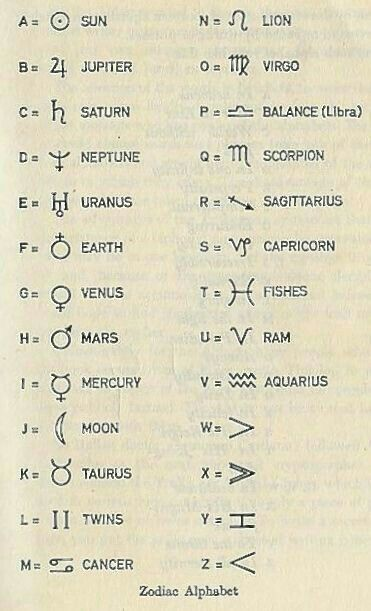 A = ☉ SUN
B = ♃ JUPITER
C = ♄ SATURN
D = ♆ NEPTUNE
E = ♅ URANUS
F = ♁ EARTH
G = ♀ VENUS
H = ♂ MARS
I = ☿ MERCURY
J = ☾ MOON
K = ♉ TAURUS
L = ♊ TWINS
M = ♋ CANCER
N = ♌ LION
O = ♍ VIRGO
P = ♎ BALANCE (Libra)
Q = ♏ SCORPION
R = ♐ SAGITTARIUS
S = ♑ CAPRICORN
T = ♓ FISHES
U = ♈ RAM
V = ♒ AQUARIUS
W =
X =
Y =
Z =
Zodiac Alphabet